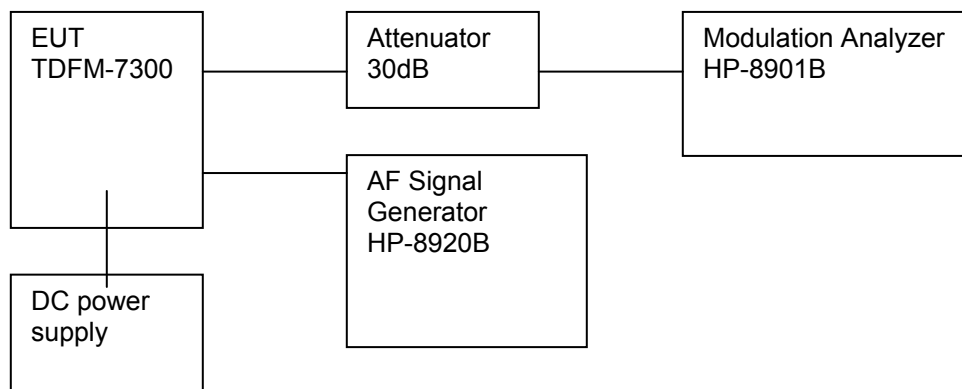 EUT
TDFM-7300
Attenuator
30dB
Modulation Analyzer
HP-8901B
AF Signal
Generator
HP-8920B
DC power
supply